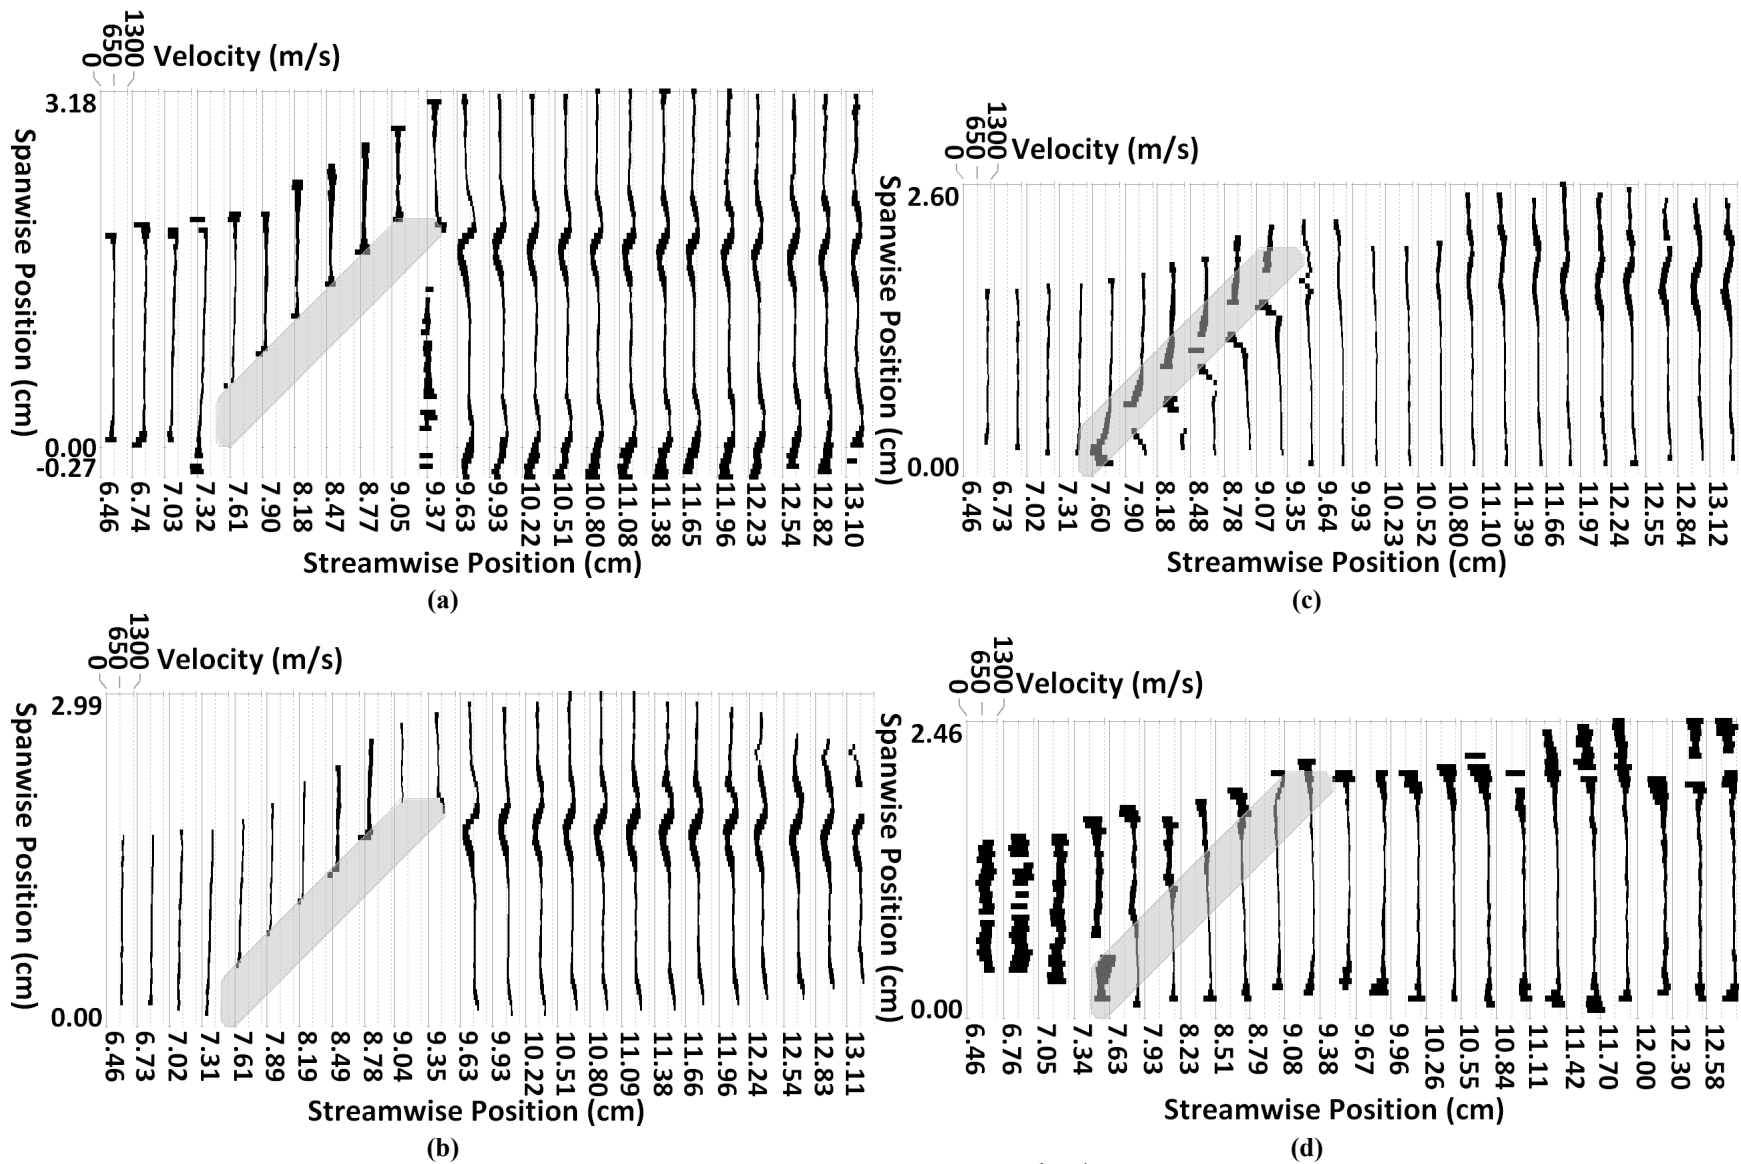 0 650 1300
Velocity (m/s)
3.18
0.00
-0.27
Spanwise Position (cm)
6.46 6.74 7.03 7.32 7.61 7.90 8.18 8.47 8.77 9.05 9.37 9.63 9.93 10.22 10.51 10.80 11.08 11.38 11.65 11.96 12.23 12.54 12.82 13.10
Streamwise Position (cm)
(a)
0 650 1300
Velocity (m/s)
2.60
0.00
Spanwise Position (cm)
6.46 6.73 7.02 7.31 7.60 7.90 8.18 8.48 8.78 9.07 9.35 9.64 9.93 10.23 10.52 10.80 11.10 11.39 11.66 11.97 12.24 12.55 12.84 13.12
Streamwise Position (cm)
(c)
0 650 1300
Velocity (m/s)
2.99
0.00
Spanwise Position (cm)
6.46 6.73 7.02 7.31 7.61 7.89 8.19 8.49 8.78 9.04 9.35 9.63 9.93 10.22 10.51 10.80 11.09 11.38 11.66 11.96 12.24 12.54 12.83 13.11
Streamwise Position (cm)
(b)
0 650 1300
Velocity (m/s)
2.46
0.00
Spanwise Position (cm)
6.46 6.76 7.05 7.34 7.63 7.93 8.23 8.51 8.79 9.08 9.38 9.67 9.96 10.26 10.55 10.84 11.11 11.42 11.70 12.00 12.30 12.58
Streamwise Position (cm)
(d)